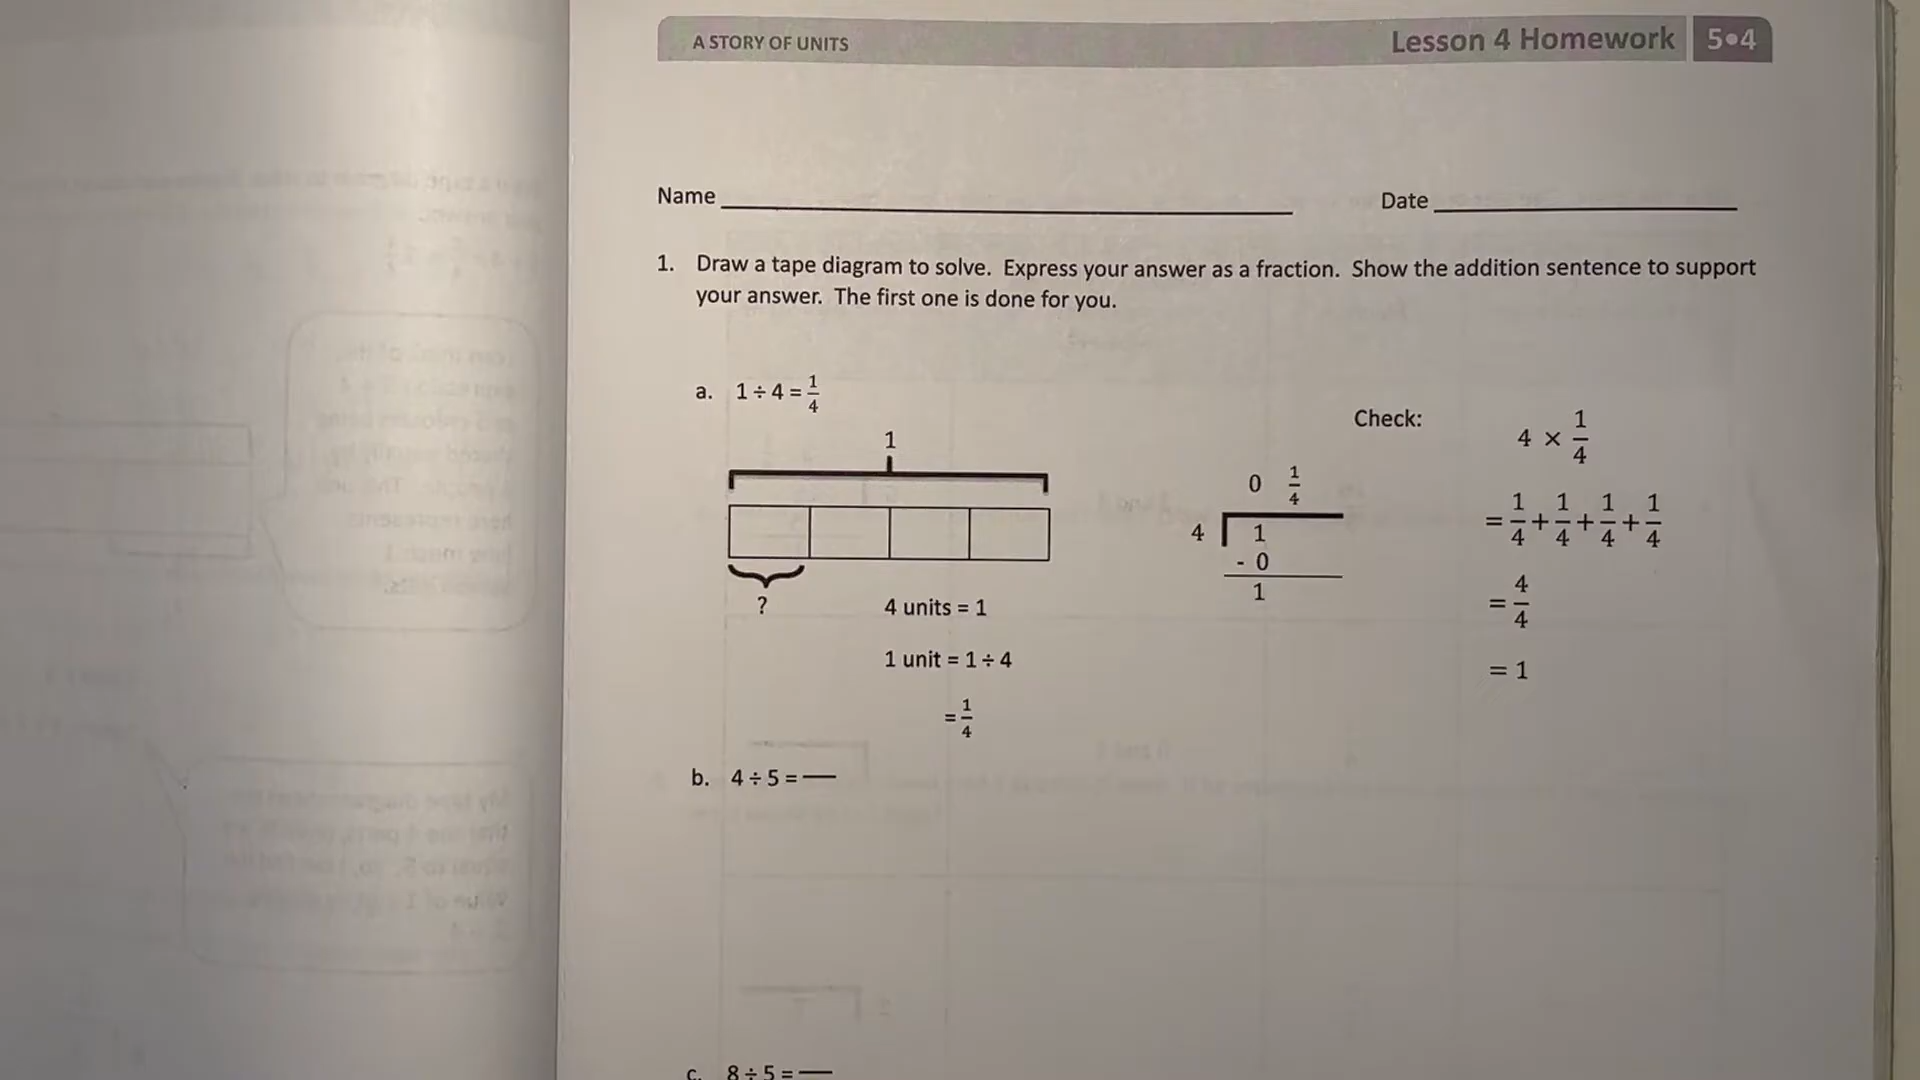 A STORY OF UNITS
Lesson 4 Homework 5•4
Name
Date
1. Draw a tape diagram to solve. Express your answer as a fraction. Show the addition sentence to support
your answer. The first one is done for you.
a. 1 ÷ 4 = 1/4
1
?
4 units = 1
1 unit = 1 ÷ 4
= 1/4
0 1/4
4 1
- 0
1
Check:
4 × 1/4
= 1/4 + 1/4 + 1/4 + 1/4
= 4/4
= 1
b. 4 ÷ 5 = —
c. 8 ÷ 5 = —